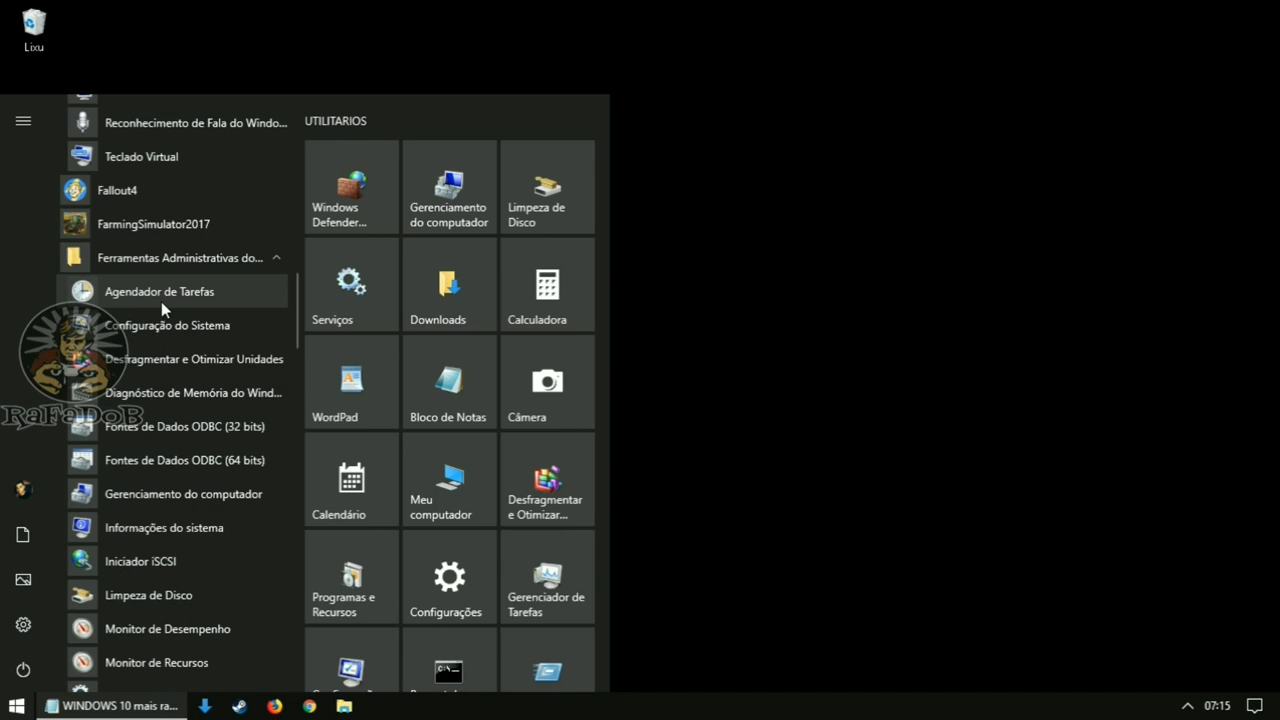 Lixu
Reconhecimento de Fala do Windo...
Teclado Virtual
Fallout4
FarmingSimulator2017
Ferramentas Administrativas do...
Agendador de Tarefas
Configuração do Sistema
Desfragmentar e Otimizar Unidades
Diagnóstico de Memória do Wind...
RaFaDoB
Fontes de Dados ODBC (32 bits)
Fontes de Dados ODBC (64 bits)
Gerenciamento do computador
Informações do sistema
Iniciador iSCSI
Limpeza de Disco
Monitor de Desempenho
Monitor de Recursos
UTILITARIOS
Windows
Defender...
Gerenciamento
do computador
Limpeza de
Disco
Serviços
Downloads
Calculadora
WordPad
Bloco de Notas
Câmera
Calendário
Meu
computador
Desfragmentar
e Otimizar...
Programas e
Recursos
Configurações
Gerenciador de
Tarefas
WINDOWS 10 mais ra...
07:15